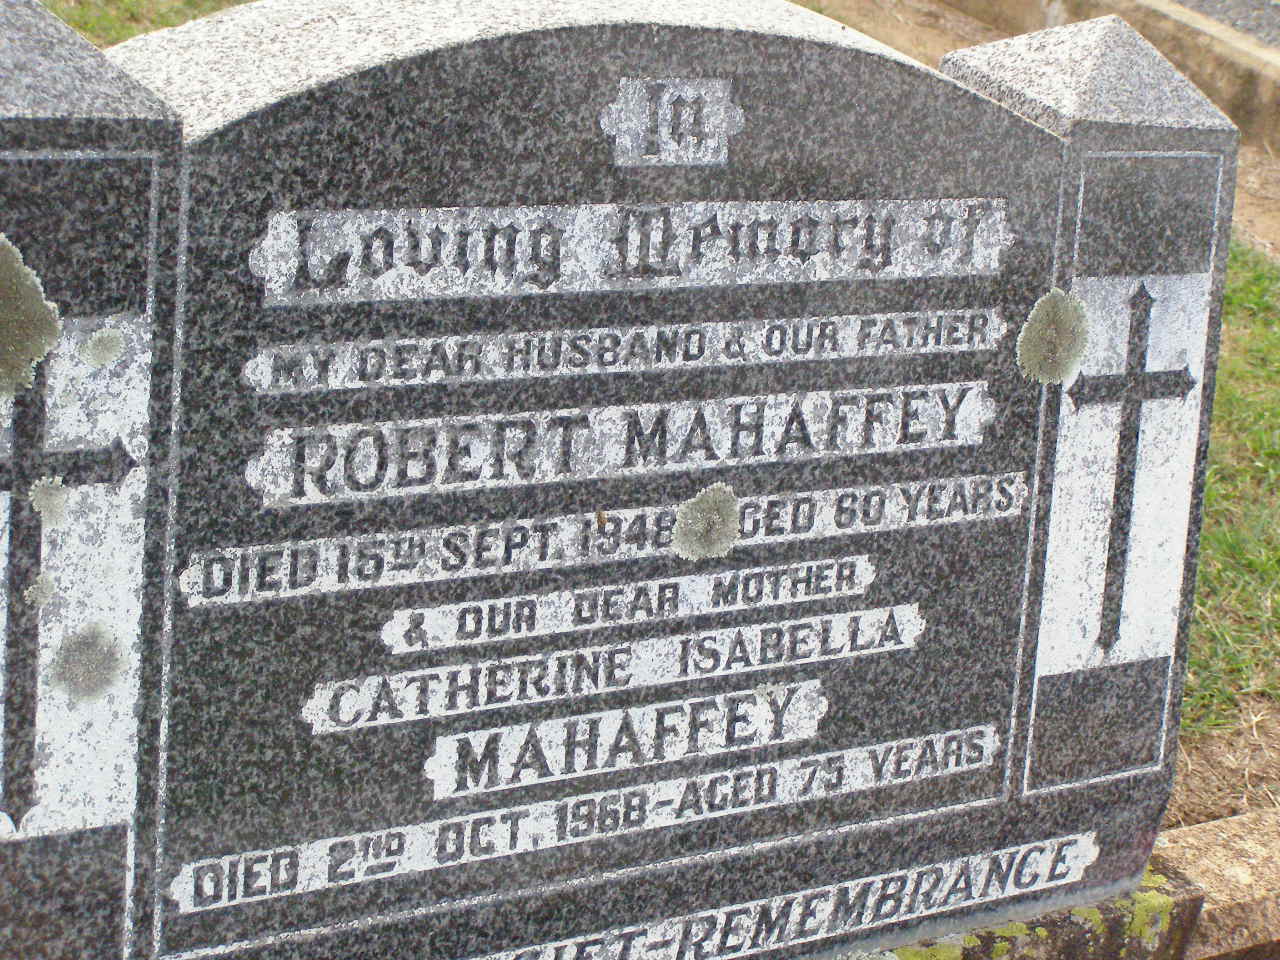 In
Loving Memory of
MY DEAR HUSBAND & OUR FATHER
ROBERT MAHAFFEY
DIED 15TH SEPT. 1948 AGED 60 YEARS
& OUR DEAR MOTHER
CATHERINE ISABELLA
MAHAFFEY
DIED 2ND OCT. 1968 - AGED 75 YEARS
- REMEMBRANCE